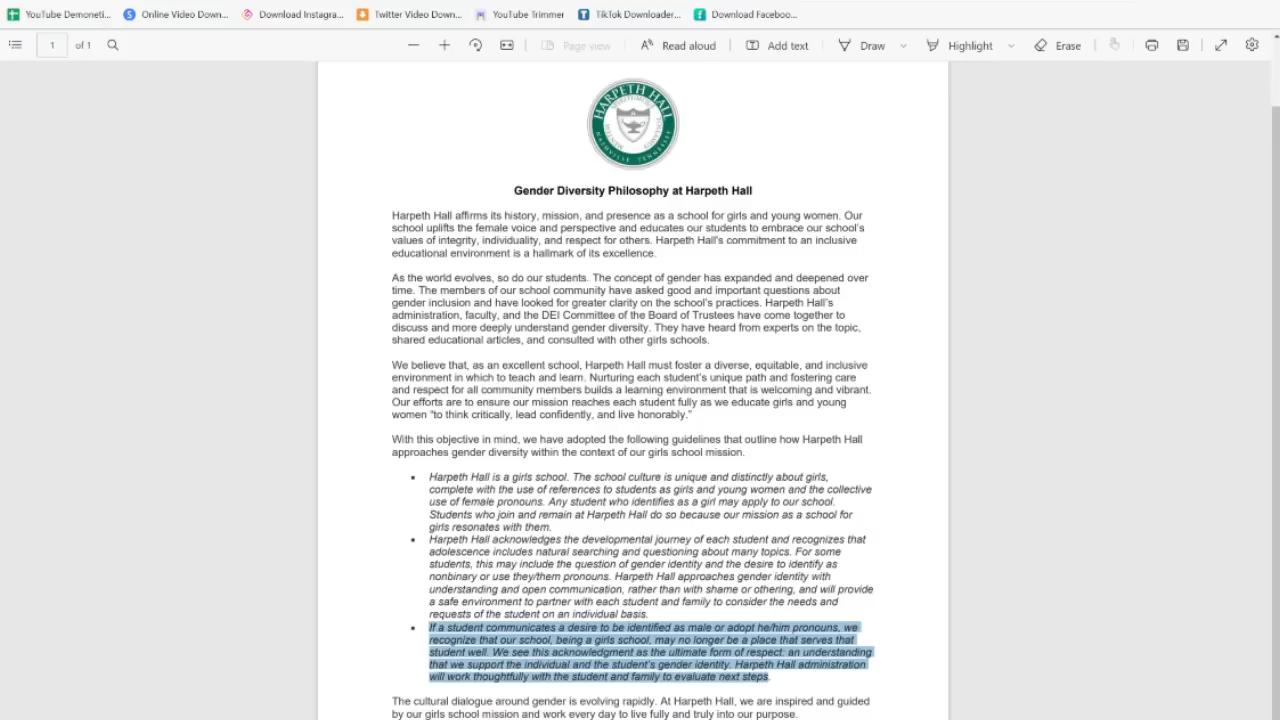 YouTube Demoneti...
Online Video Down...
Download Instagra...
Twitter Video Down...
YouTube Trimmer
TikTok Downloader...
Download Faceboo...
1 of 1
Page view
Read aloud
Add text
Draw
Highlight
Erase
HARPETH HALL
NASHVILLE TENNESSEE
Gender Diversity Philosophy at Harpeth Hall
Harpeth Hall affirms its history, mission, and presence as a school for girls and young women. Our
school uplifts the female voice and perspective and educates our students to embrace our school's
values of integrity, individuality, and respect for others. Harpeth Hall's commitment to an inclusive
educational environment is a hallmark of its excellence.
As the world evolves, so do our students. The concept of gender has expanded and deepened over
time. The members of our school community have asked good and important questions about
gender inclusion and have looked for greater clarity on the school's practices. Harpeth Hall's
administration, faculty, and the DEI Committee of the Board of Trustees have come together to
discuss and more deeply understand gender diversity. They have heard from experts on the topic,
shared educational articles, and consulted with other girls schools.
We believe that, as an excellent school, Harpeth Hall must foster a diverse, equitable, and inclusive
environment in which to teach and learn. Nurturing each student's unique path and fostering care
and respect for all community members builds a learning environment that is welcoming and vibrant.
Our efforts are to ensure our mission reaches each student fully as we educate girls and young
women "to think critically, lead confidently, and live honorably."
With this objective in mind, we have adopted the following guidelines that outline how Harpeth Hall
approaches gender diversity within the context of our girls school mission.
• Harpeth Hall is a girls school. The school culture is unique and distinctly about girls,
complete with the use of references to students as girls and young women and the collective
use of female pronouns. Any student who identifies as a girl may apply to our school.
Students who join and remain at Harpeth Hall do so because our mission as a school for
girls resonates with them.
• Harpeth Hall acknowledges the developmental journey of each student and recognizes that
adolescence includes natural searching and questioning about many topics. For some
students, this may include the question of gender identity and the desire to identify as
nonbinary or use they/them pronouns. Harpeth Hall approaches gender identity with
understanding and open communication, rather than with shame or othering, and will provide
a safe environment to partner with each student and family to consider the needs and
requests of the student on an individual basis.
• If a student communicates a desire to be identified as male or adopt he/him pronouns, we
recognize that our school, being a girls school, may no longer be a place that serves that
student well. We see this acknowledgment as the ultimate form of respect: an understanding
that we support the individual and the student's gender identity. Harpeth Hall administration
will work thoughtfully with the student and family to evaluate next steps.
The cultural dialogue around gender is evolving rapidly. At Harpeth Hall, we are inspired and guided
by our girls school mission and work every day to live fully and truly into our purpose.